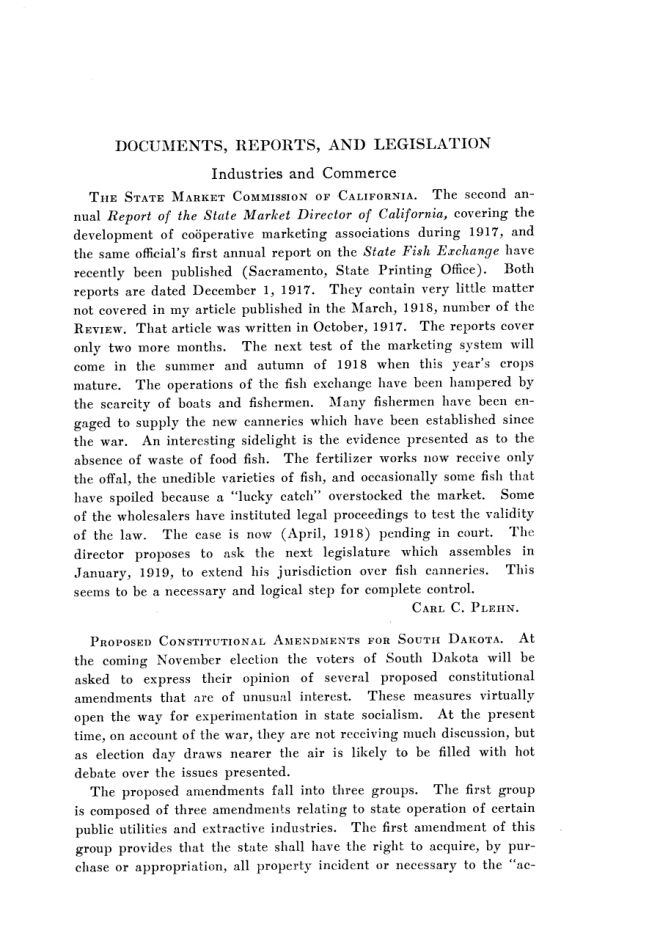 DOCUMENTS, REPORTS, AND LEGISLATION
Industries and Commerce
THE STATE MARKET COMMISSION OF CALIFORNIA. The second an-
nual Report of the State Market Director of California, covering the
development of coöperative marketing associations during 1917, and
the same official's first annual report on the State Fish Exchange have
recently been published (Sacramento, State Printing Office). Both
reports are dated December 1, 1917. They contain very little matter
not covered in my article published in the March, 1918, number of the
REVIEW. That article was written in October, 1917. The reports cover
only two more months. The next test of the marketing system will
come in the summer and autumn of 1918 when this year's crops
mature. The operations of the fish exchange have been hampered by
the scarcity of boats and fishermen. Many fishermen have been en-
gaged to supply the new canneries which have been established since
the war. An interesting sidelight is the evidence presented as to the
absence of waste of food fish. The fertilizer works now receive only
the offal, the unedible varieties of fish, and occasionally some fish that
have spoiled because a "lucky catch" overstocked the market. Some
of the wholesalers have instituted legal proceedings to test the validity
of the law. The case is now (April, 1918) pending in court. The
director proposes to ask the next legislature which assembles in
January, 1919, to extend his jurisdiction over fish canneries. This
seems to be a necessary and logical step for complete control.
CARL C. PLEHN.
PROPOSED CONSTITUTIONAL AMENDMENTS FOR SOUTH DAKOTA. At
the coming November election the voters of South Dakota will be
asked to express their opinion of several proposed constitutional
amendments that are of unusual interest. These measures virtually
open the way for experimentation in state socialism. At the present
time, on account of the war, they are not receiving much discussion, but
as election day draws nearer the air is likely to be filled with hot
debate over the issues presented.
The proposed amendments fall into three groups. The first group
is composed of three amendments relating to state operation of certain
public utilities and extractive industries. The first amendment of this
group provides that the state shall have the right to acquire, by pur-
chase or appropriation, all property incident or necessary to the "ac-